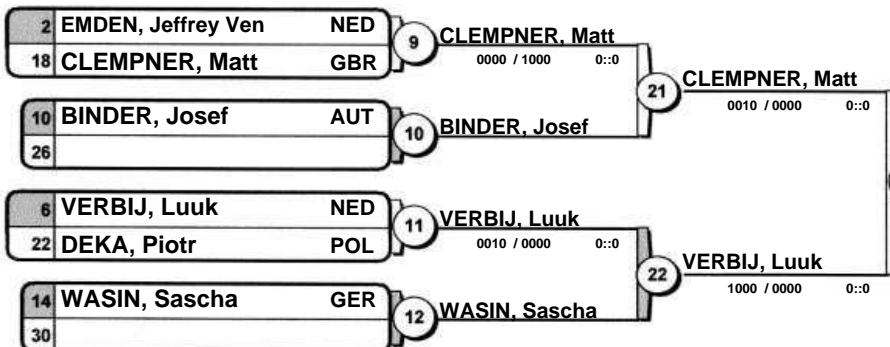 2 EMDEN, Jeffrey Ven NED
18 CLEMPNER, Matt GBR
9
CLEMPNER, Matt
0000 / 1000 0::0
10 BINDER, Josef AUT
26
10
BINDER, Josef
21
CLEMPNER, Matt
0010 / 0000 0::0
6 VERBIJ, Luuk NED
22 DEKA, Piotr POL
11
VERBIJ, Luuk
0010 / 0000 0::0
14 WASIN, Sascha GER
30
12
WASIN, Sascha
22
VERBIJ, Luuk
1000 / 0000 0::0